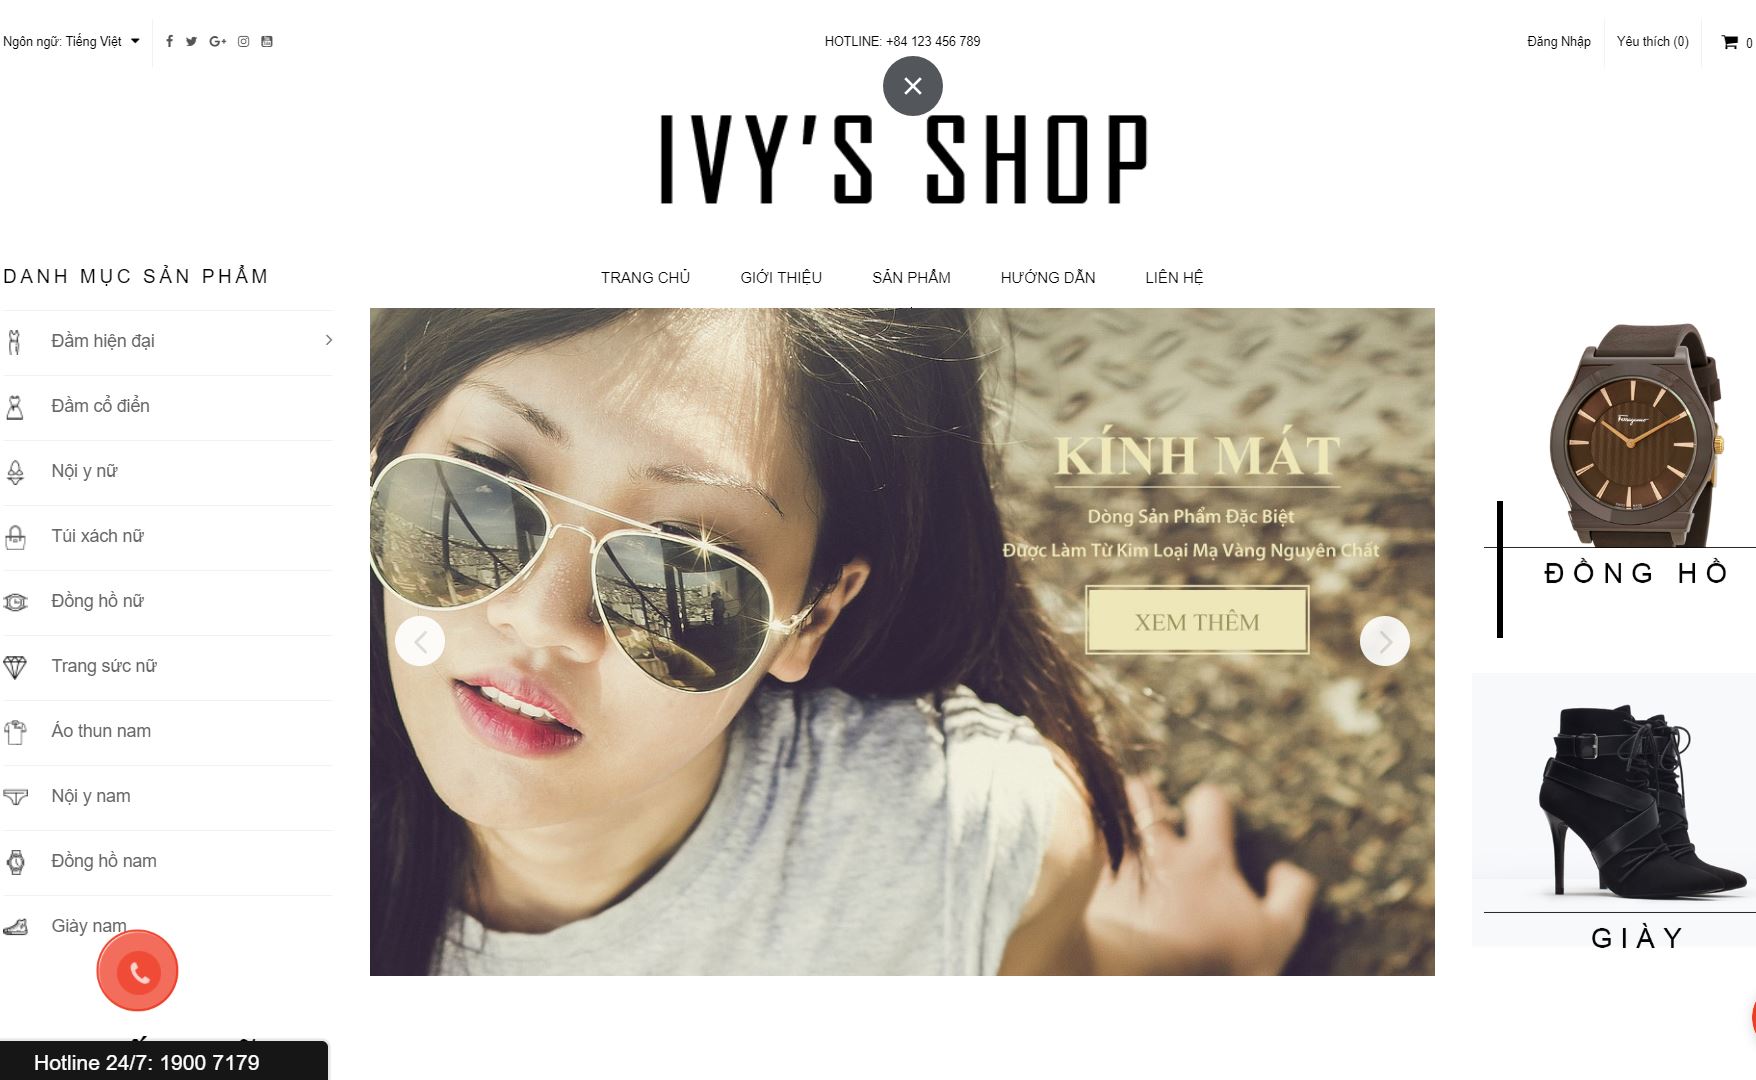 Ngôn ngữ: Tiếng Việt
HOTLINE: +84 123 456 789
Đăng Nhập
Yêu thích (0)
0
IVY'S SHOP
DANH MỤC SẢN PHẨM
TRANG CHỦ
GIỚI THIỆU
SẢN PHẨM
HƯỚNG DẪN
LIÊN HỆ
Đầm hiện đại
Đầm cổ điển
Nội y nữ
Túi xách nữ
Đồng hồ nữ
Trang sức nữ
Áo thun nam
Nội y nam
Đồng hồ nam
Giày nam
KÍNH MÁT
Dòng Sản Phẩm Đặc Biệt
Được Làm Từ Kim Loại Mạ Vàng Nguyên Chất
XEM THÊM
Ferragamo
ĐỒNG HỒ
GIÀY
Hotline 24/7: 1900 7179